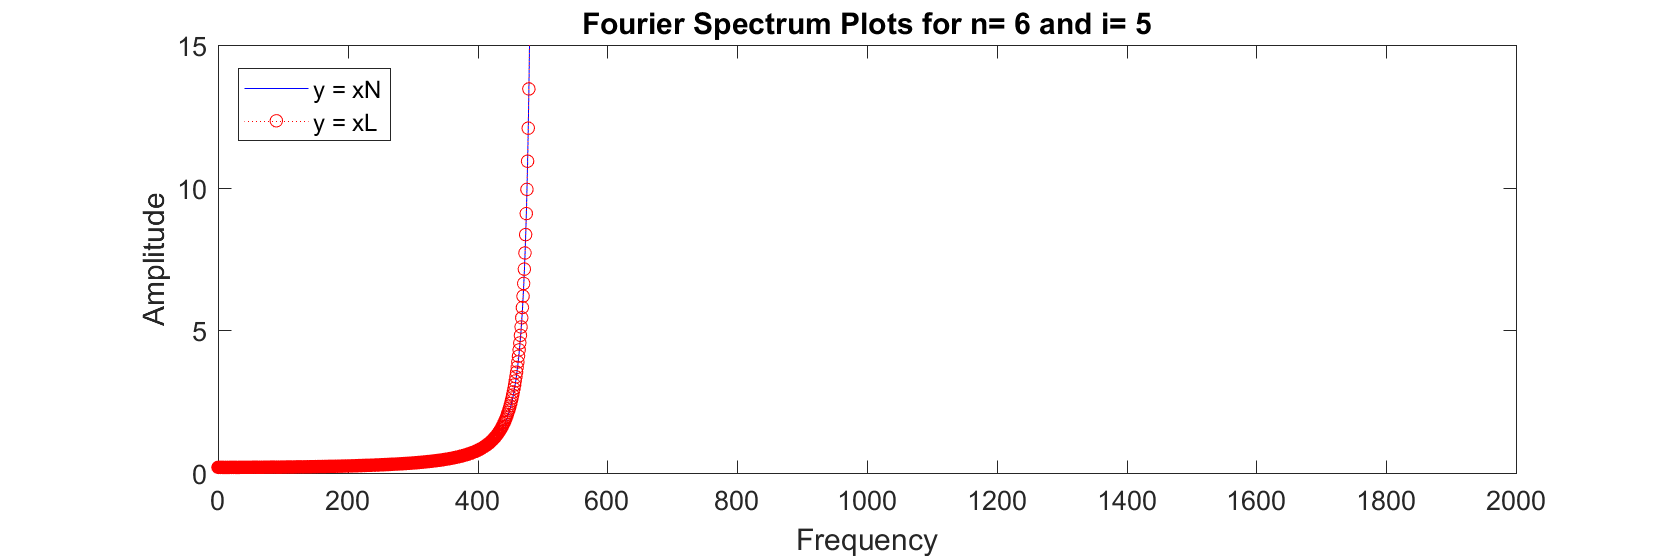 Fourier Spectrum Plots for n= 6 and i= 5
15
10
5
0
Amplitude
y = xN
y = xL
0 200 400 600 800 1000 1200 1400 1600 1800 2000
Frequency